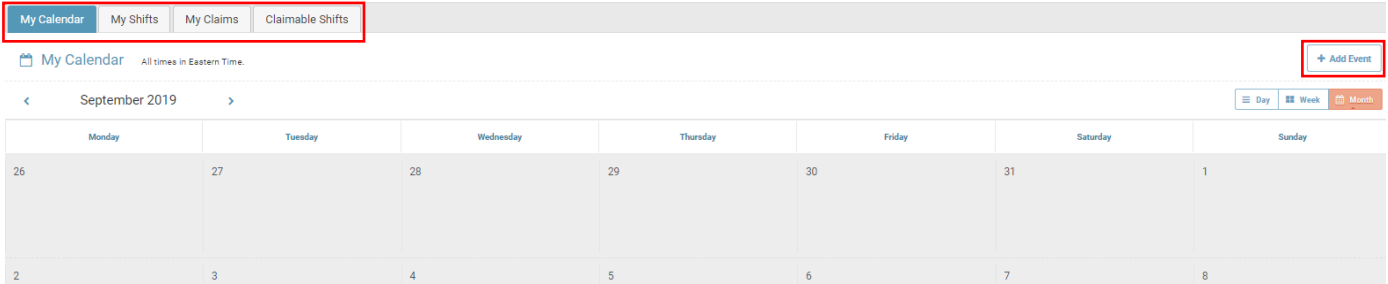 My Calendar My Shifts My Claims Claimable Shifts
My Calendar All times in Eastern Time.
+ Add Event
September 2019
Day Week Month
Monday Tuesday Wednesday Thursday Friday Saturday Sunday
26 27 28 29 30 31 1
2 3 4 5 6 7 8